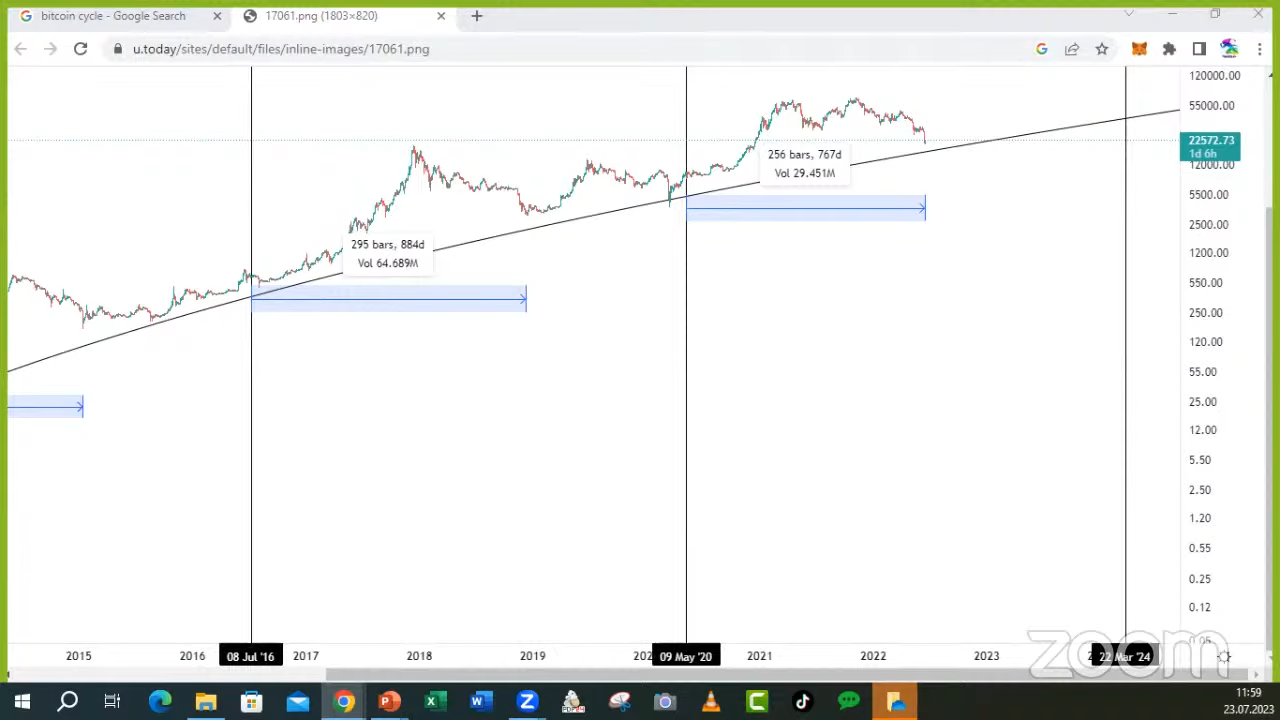 bitcoin cycle - Google Search
17061.png (1803×820)
u.today/sites/default/files/inline-images/17061.png
120000.00
55000.00
22572.73
1d 6h
12000.00
5500.00
2500.00
1200.00
550.00
250.00
120.00
55.00
25.00
12.00
5.50
2.50
1.20
0.55
0.25
0.12
0.05
256 bars, 767d
Vol 29.451M
295 bars, 884d
Vol 64.689M
2015
2016
08 Jul '16
2017
2018
2019
09 May '20
2021
2022
2023
22 Mar '24
zoom
11:59
23.07.2023